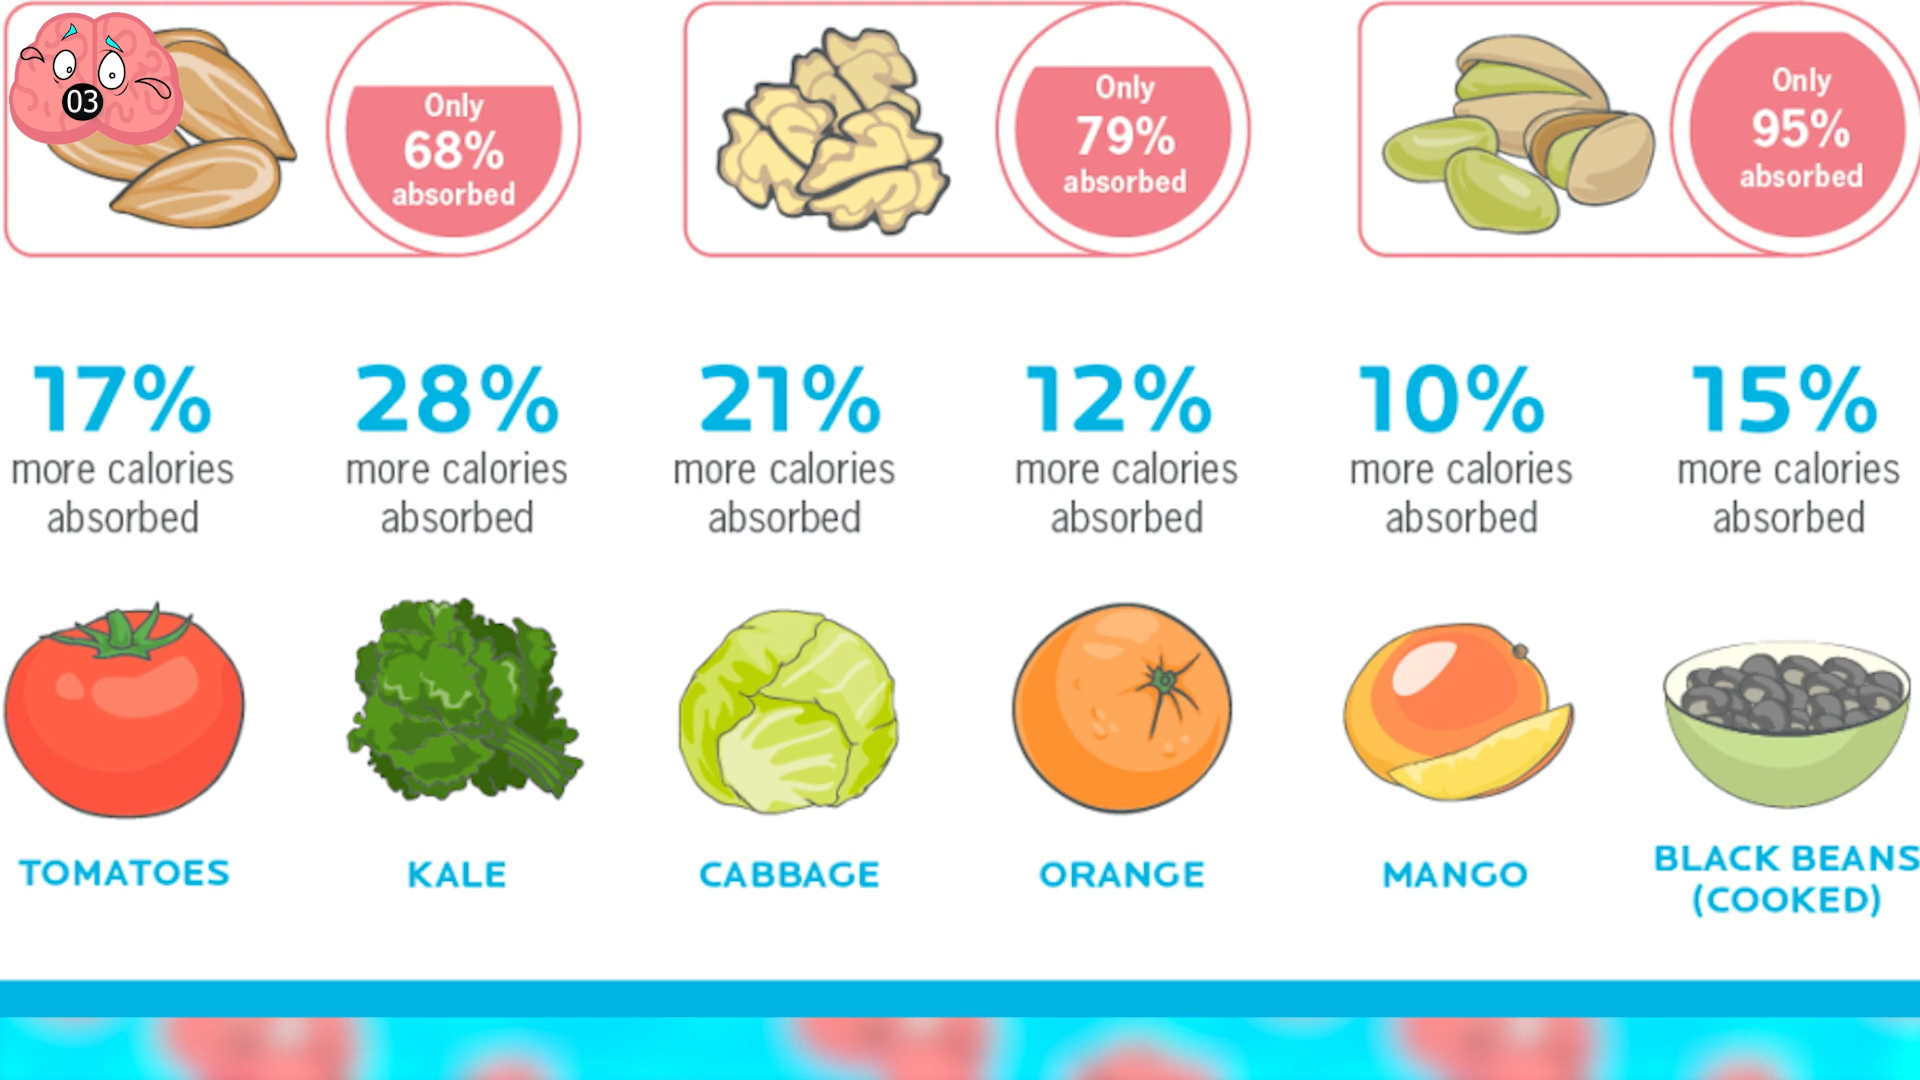 03
Only
68%
absorbed
Only
79%
absorbed
Only
95%
absorbed
17%
more calories
absorbed
28%
more calories
absorbed
21%
more calories
absorbed
12%
more calories
absorbed
10%
more calories
absorbed
15%
more calories
absorbed
TOMATOES
KALE
CABBAGE
ORANGE
MANGO
BLACK BEANS
(COOKED)